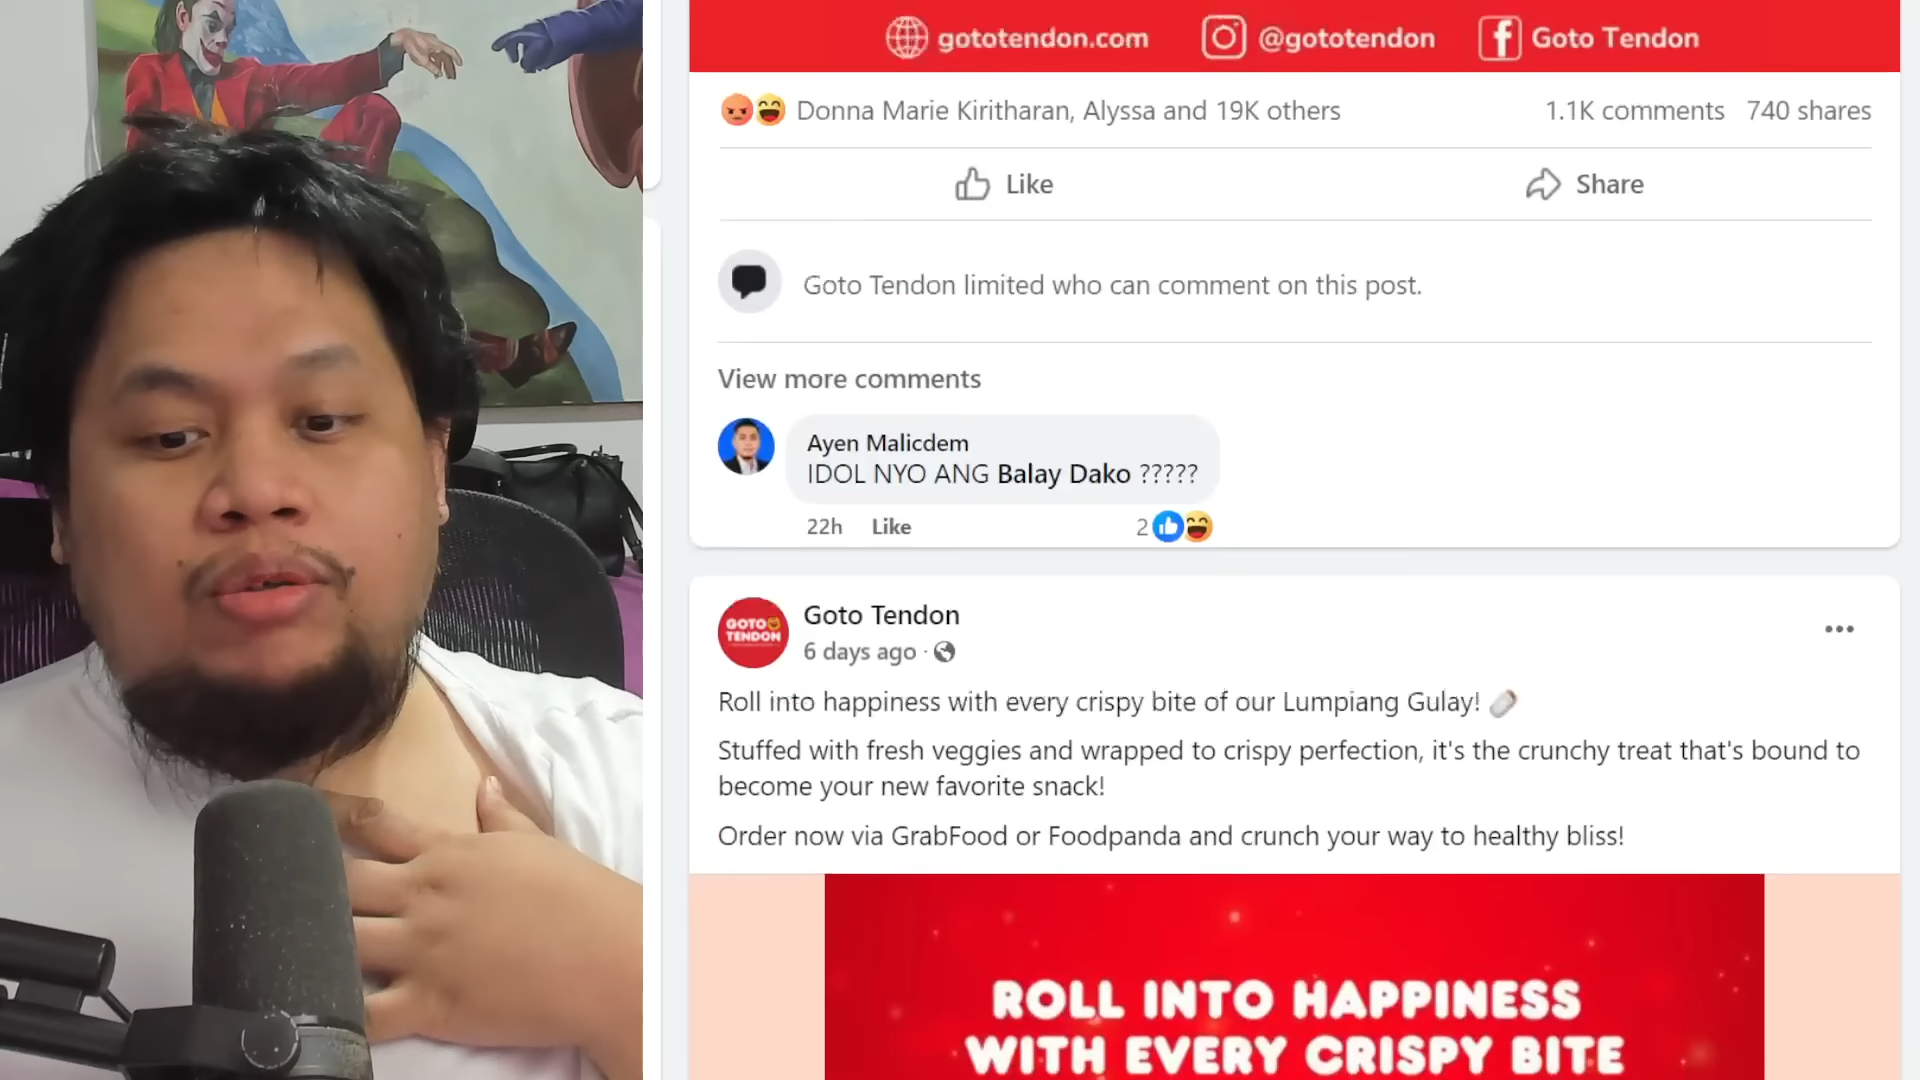 gototendon.com @gototendon Goto Tendon
Donna Marie Kiritharan, Alyssa and 19K others 1.1K comments 740 shares
Like Share
Goto Tendon limited who can comment on this post.
View more comments
Ayen Malicdem
IDOL NYO ANG Balay Dako ?????
22h Like 2
GOTO
TENDON
Goto Tendon
6 days ago ·
Roll into happiness with every crispy bite of our Lumpiang Gulay!
Stuffed with fresh veggies and wrapped to crispy perfection, it's the crunchy treat that's bound to
become your new favorite snack!
Order now via GrabFood or Foodpanda and crunch your way to healthy bliss!
ROLL INTO HAPPINESS
WITH EVERY CRISPY BITE